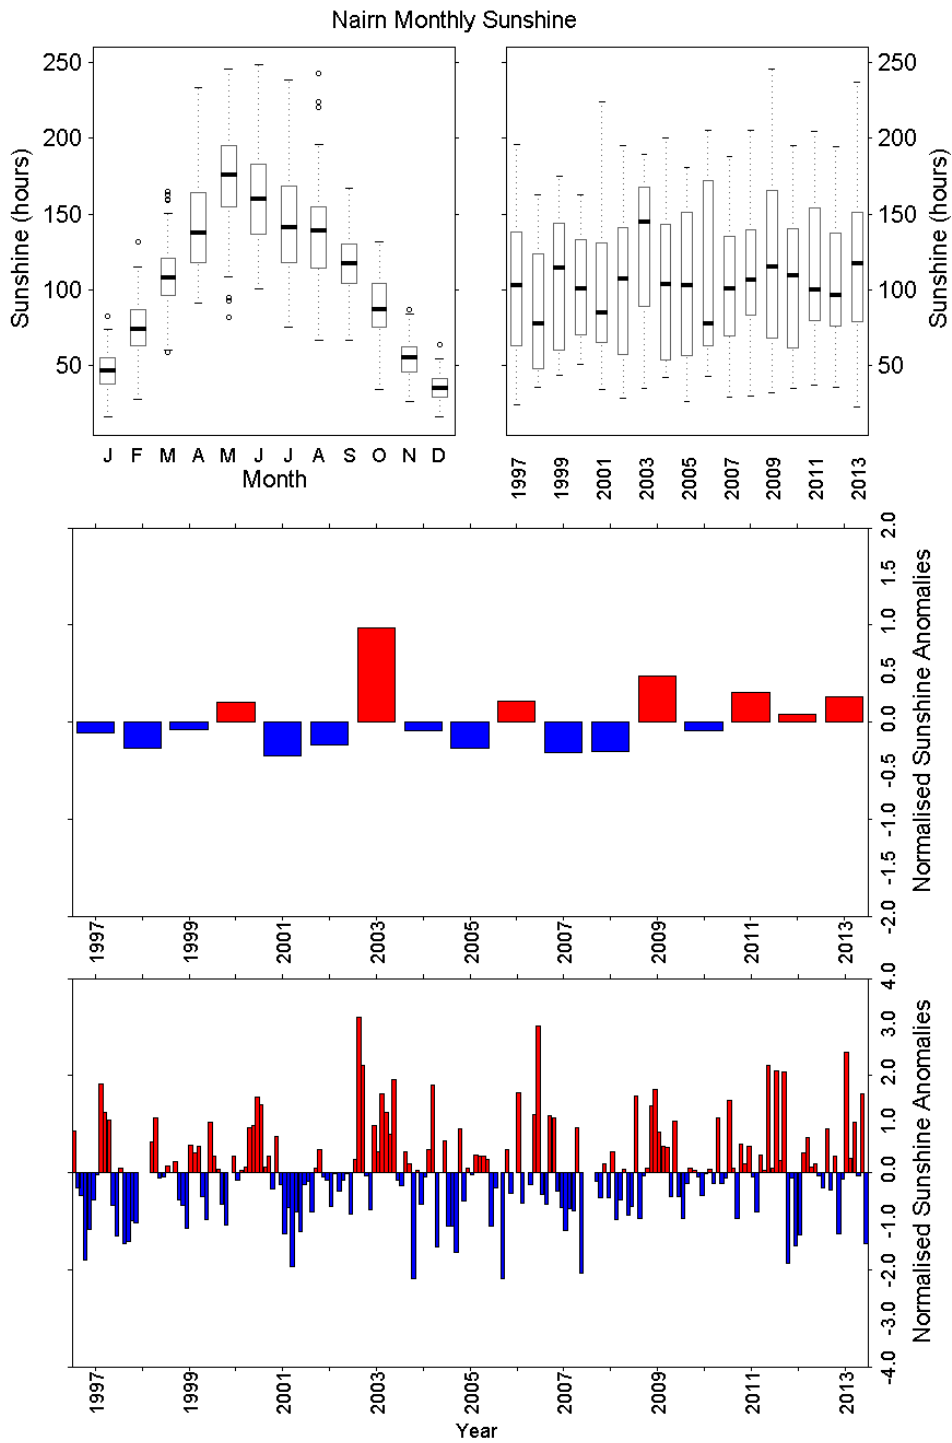 Nairn Monthly Sunshine
Sunshine (hours)
250
200
150
100
50
J F M A M J J A S O N D
Month
250
200
150
100
50
Sunshine (hours)
1997 1999 2001 2003 2005 2007 2009 2011 2013
2.0
1.5
1.0
0.5
0.0
-0.5
-1.0
-1.5
-2.0
Normalised Sunshine Anomalies
1997 1999 2001 2003 2005 2007 2009 2011 2013
4.0
3.0
2.0
1.0
0.0
-1.0
-2.0
-3.0
-4.0
Normalised Sunshine Anomalies
1997 1999 2001 2003 2005 2007 2009 2011 2013
Year